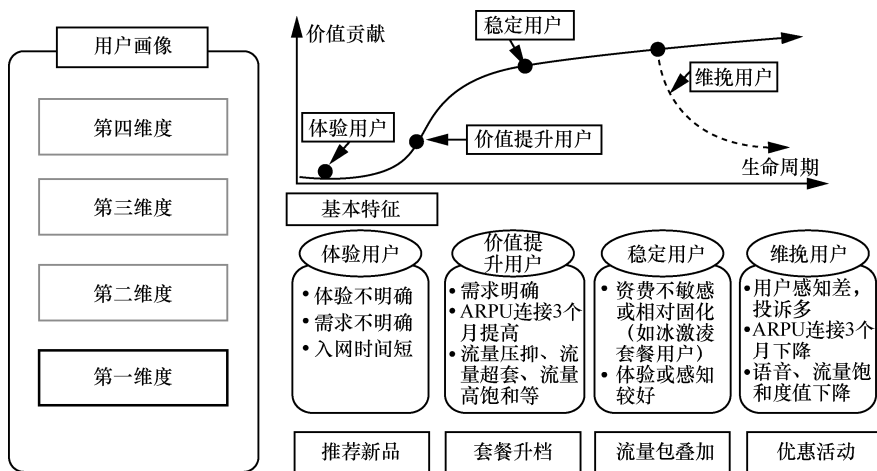 用户画像
第四维度
第三维度
第二维度
第一维度
价值贡献
稳定用户
维挽用户
体验用户
价值提升用户
生命周期
基本特征
体验用户
• 体验不明确
• 需求不明确
• 入网时间短
推荐新品
价值提
升用户
• 需求明确
• ARPU连接3个
月提高
• 流量压抑、流
量超套、流量
高饱和等
套餐升档
稳定用户
• 资费不敏感
或相对固化
（如冰激凌
套餐用户）
• 体验或感知
较好
流量包叠加
维挽用户
• 用户感知差，
投诉多
• ARPU连接3个
月下降
• 语音、流量饱
和度值下降
优惠活动